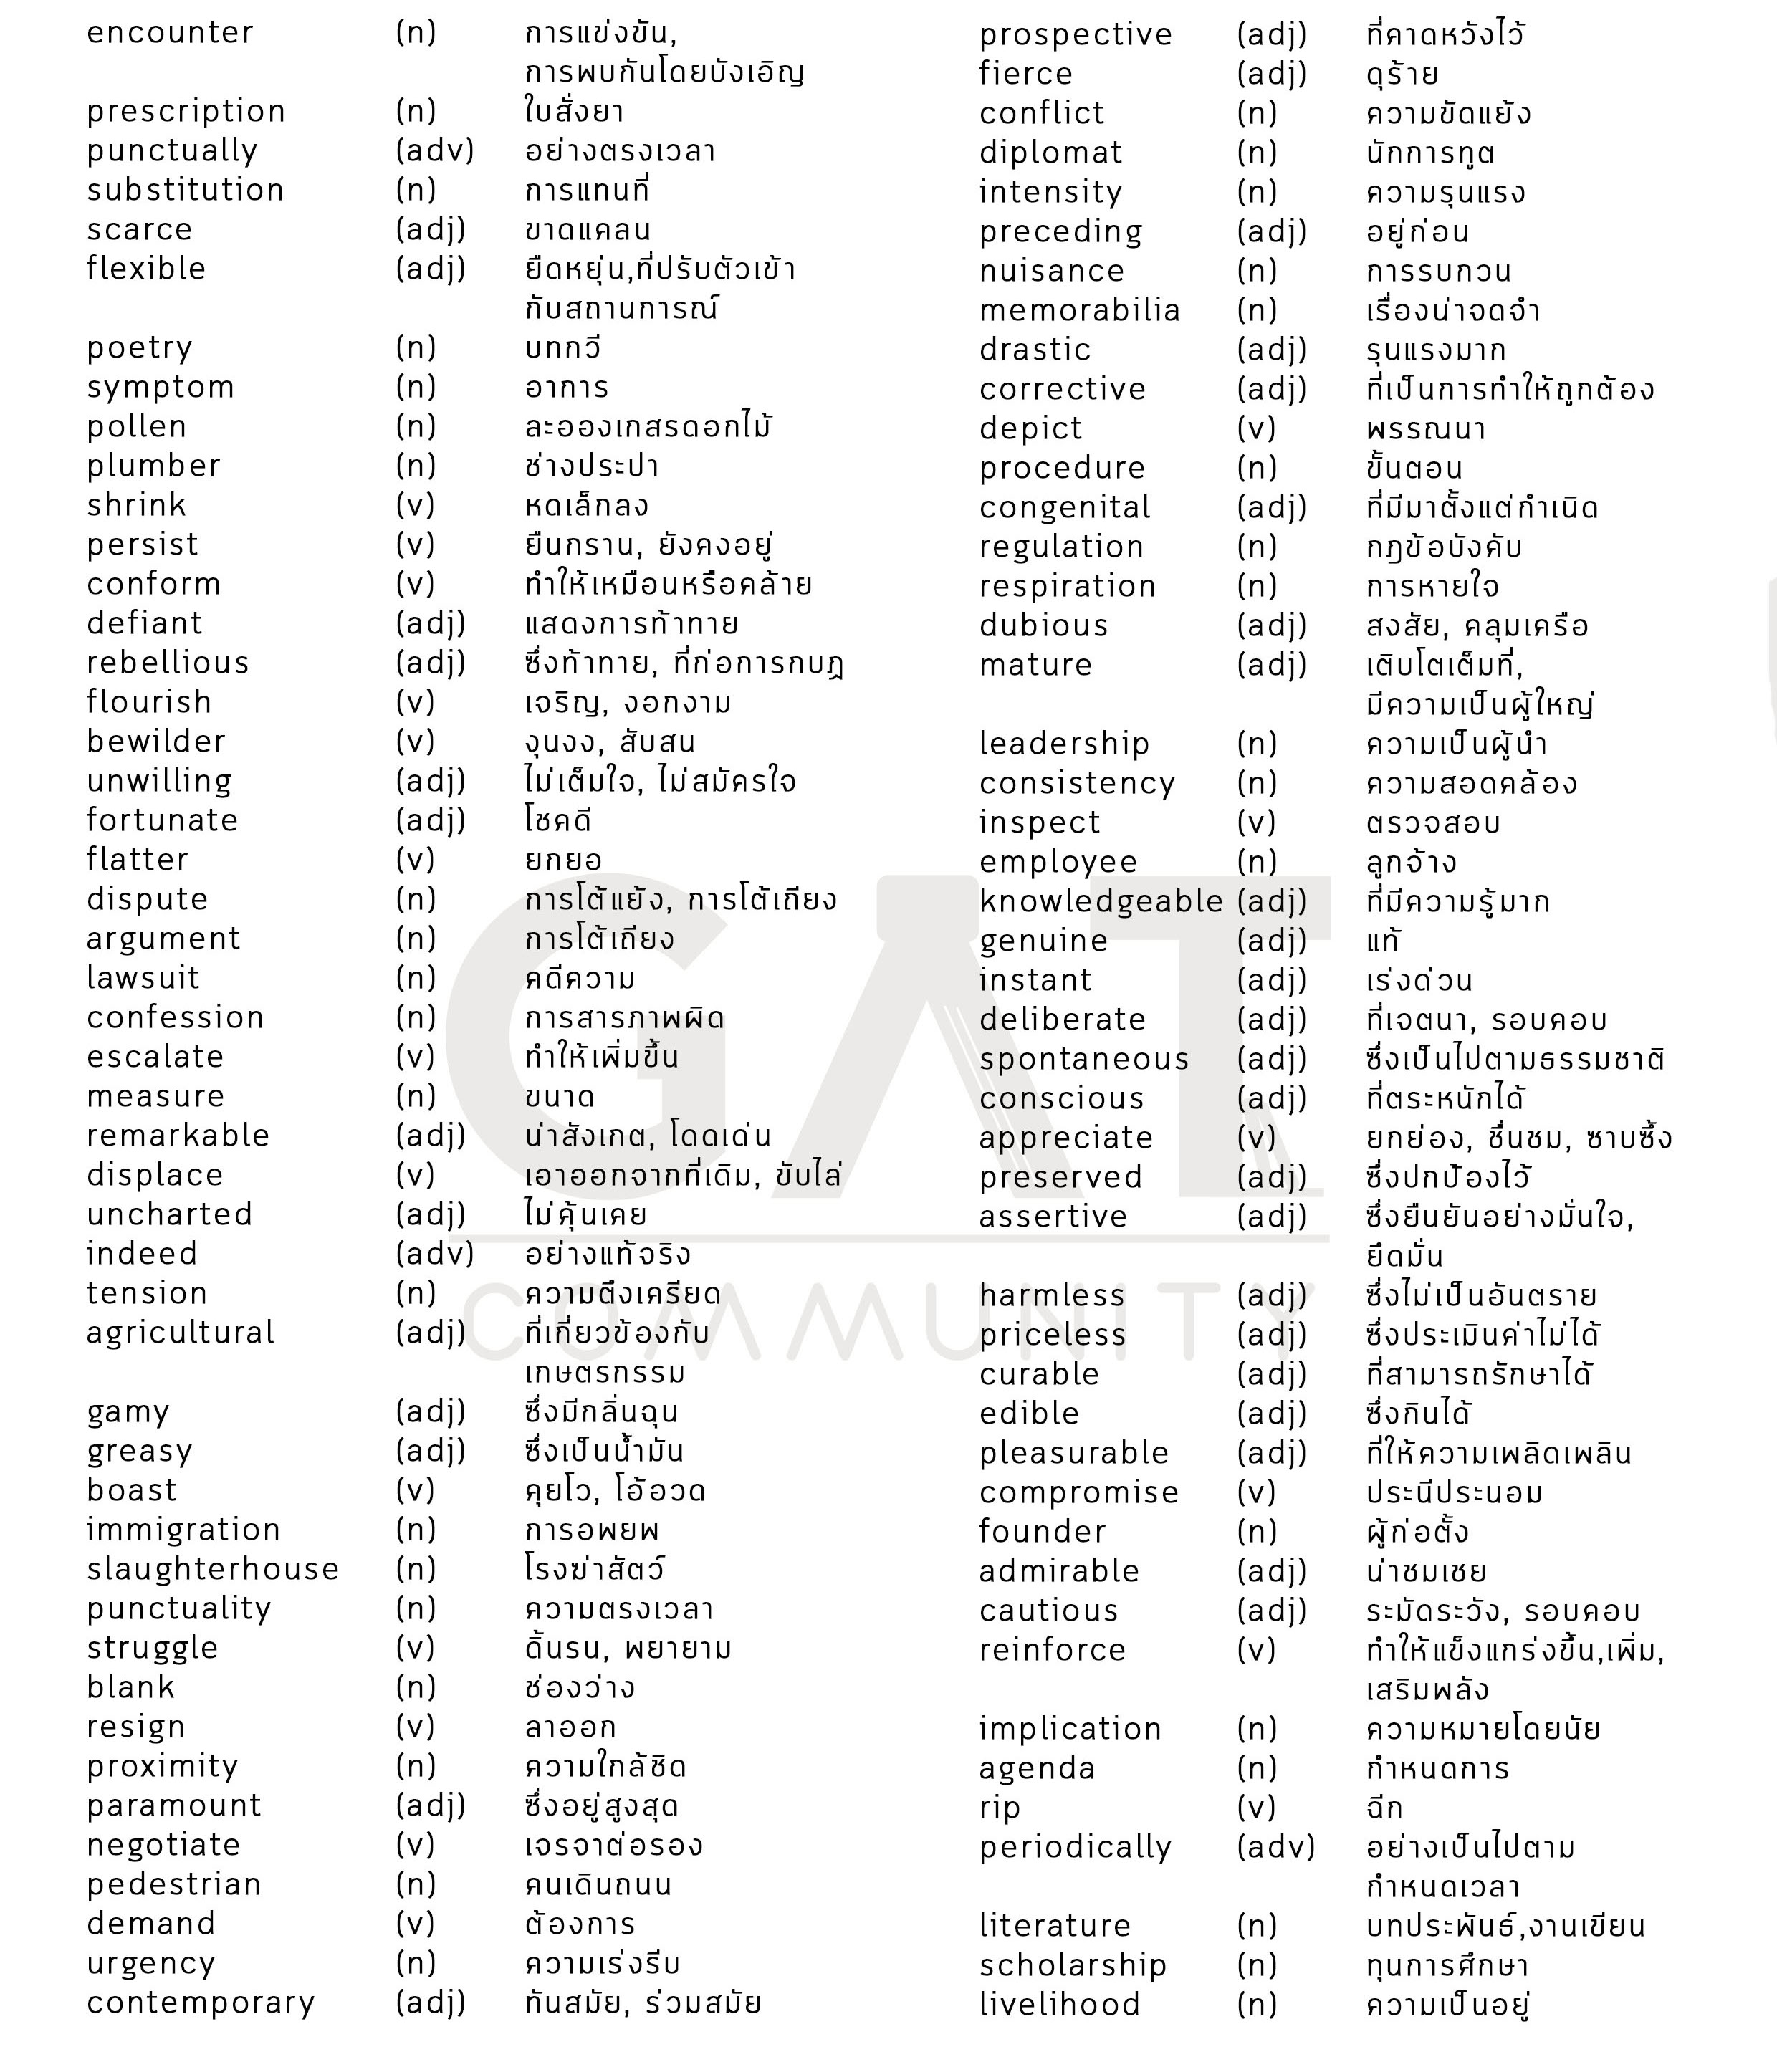 encounter (n) การแข่งขัน,
การพบกันโดยบังเอิญ
prescription (n) ใบสั่งยา
punctually (adv) อย่างตรงเวลา
substitution (n) การแทนที่
scarce (adj) ขาดแคลน
flexible (adj) ยืดหยุ่น,ที่ปรับตัวเข้า
กับสถานการณ์
poetry (n) บทกวี
symptom (n) อาการ
pollen (n) ละอองเกสรดอกไม้
plumber (n) ช่างประปา
shrink (v) หดเล็กลง
persist (v) ยืนกราน, ยังคงอยู่
conform (v) ทำให้เหมือนหรือคล้าย
defiant (adj) แสดงการท้าทาย
rebellious (adj) ซึ่งท้าทาย, ที่ก่อการกบฏ
flourish (v) เจริญ, งอกงาม
bewilder (v) งุนงง, สับสน
unwilling (adj) ไม่เต็มใจ, ไม่สมัครใจ
fortunate (adj) โชคดี
flatter (v) ยกยอ
dispute (n) การโต้แย้ง, การโต้เถียง
argument (n) การโต้เถียง
lawsuit (n) คดีความ
confession (n) การสารภาพผิด
escalate (v) ทำให้เพิ่มขึ้น
measure (n) ขนาด
remarkable (adj) น่าสังเกต, โดดเด่น
displace (v) เอาออกจากที่เดิม, ขับไล่
uncharted (adj) ไม่คุ้นเคย
indeed (adv) อย่างแท้จริง
tension (n) ความตึงเครียด
agricultural (adj) ที่เกี่ยวข้องกับ
เกษตรกรรม
gamy (adj) ซึ่งมีกลิ่นฉุน
greasy (adj) ซึ่งเป็นน้ำมัน
boast (v) คุยโว, โอ้อวด
immigration (n) การอพยพ
slaughterhouse (n) โรงฆ่าสัตว์
punctuality (n) ความตรงเวลา
struggle (v) ดิ้นรน, พยายาม
blank (n) ช่องว่าง
resign (v) ลาออก
proximity (n) ความใกล้ชิด
paramount (adj) ซึ่งอยู่สูงสุด
negotiate (v) เจรจาต่อรอง
pedestrian (n) คนเดินถนน
demand (v) ต้องการ
urgency (n) ความเร่งรีบ
contemporary (adj) ทันสมัย, ร่วมสมัย
prospective (adj) ที่คาดหวังไว้
fierce (adj) ดุร้าย
conflict (n) ความขัดแย้ง
diplomat (n) นักการทูต
intensity (n) ความรุนแรง
preceding (adj) อยู่ก่อน
nuisance (n) การรบกวน
memorabilia (n) เรื่องน่าจดจำ
drastic (adj) รุนแรงมาก
corrective (adj) ที่เป็นการทำให้ถูกต้อง
depict (v) พรรณนา
procedure (n) ขั้นตอน
congenital (adj) ที่มีมาตั้งแต่กำเนิด
regulation (n) กฎข้อบังคับ
respiration (n) การหายใจ
dubious (adj) สงสัย, คลุมเครือ
mature (adj) เติบโตเต็มที่,
มีความเป็นผู้ใหญ่
leadership (n) ความเป็นผู้นำ
consistency (n) ความสอดคล้อง
inspect (v) ตรวจสอบ
employee (n) ลูกจ้าง
knowledgeable (adj) ที่มีความรู้มาก
genuine (adj) แท้
instant (adj) เร่งด่วน
deliberate (adj) ที่เจตนา, รอบคอบ
spontaneous (adj) ซึ่งเป็นไปตามธรรมชาติ
conscious (adj) ที่ตระหนักได้
appreciate (v) ยกย่อง, ชื่นชม, ซาบซึ้ง
preserved (adj) ซึ่งปกป้องไว้
assertive (adj) ซึ่งยืนยันอย่างมั่นใจ,
ยึดมั่น
harmless (adj) ซึ่งไม่เป็นอันตราย
priceless (adj) ซึ่งประเมินค่าไม่ได้
curable (adj) ที่สามารถรักษาได้
edible (adj) ซึ่งกินได้
pleasurable (adj) ที่ให้ความเพลิดเพลิน
compromise (v) ประนีประนอม
founder (n) ผู้ก่อตั้ง
admirable (adj) น่าชมเชย
cautious (adj) ระมัดระวัง, รอบคอบ
reinforce (v) ทำให้แข็งแกร่งขึ้น,เพิ่ม,
เสริมพลัง
implication (n) ความหมายโดยนัย
agenda (n) กำหนดการ
rip (v) ฉีก
periodically (adv) อย่างเป็นไปตาม
กำหนดเวลา
literature (n) บทประพันธ์,งานเขียน
scholarship (n) ทุนการศึกษา
livelihood (n) ความเป็นอยู่
GAT
COMMUNITY